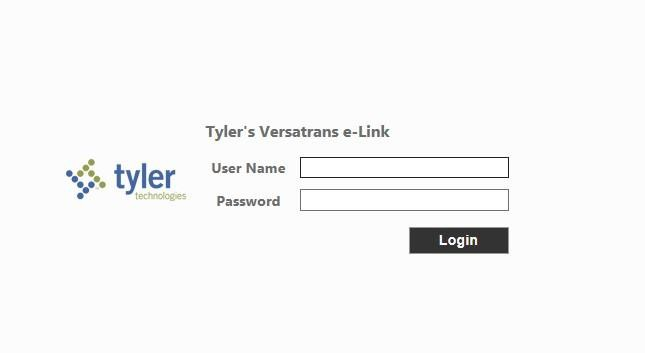 Tyler's Versatrans e-Link
User Name
tyler
technologies
Password
Login